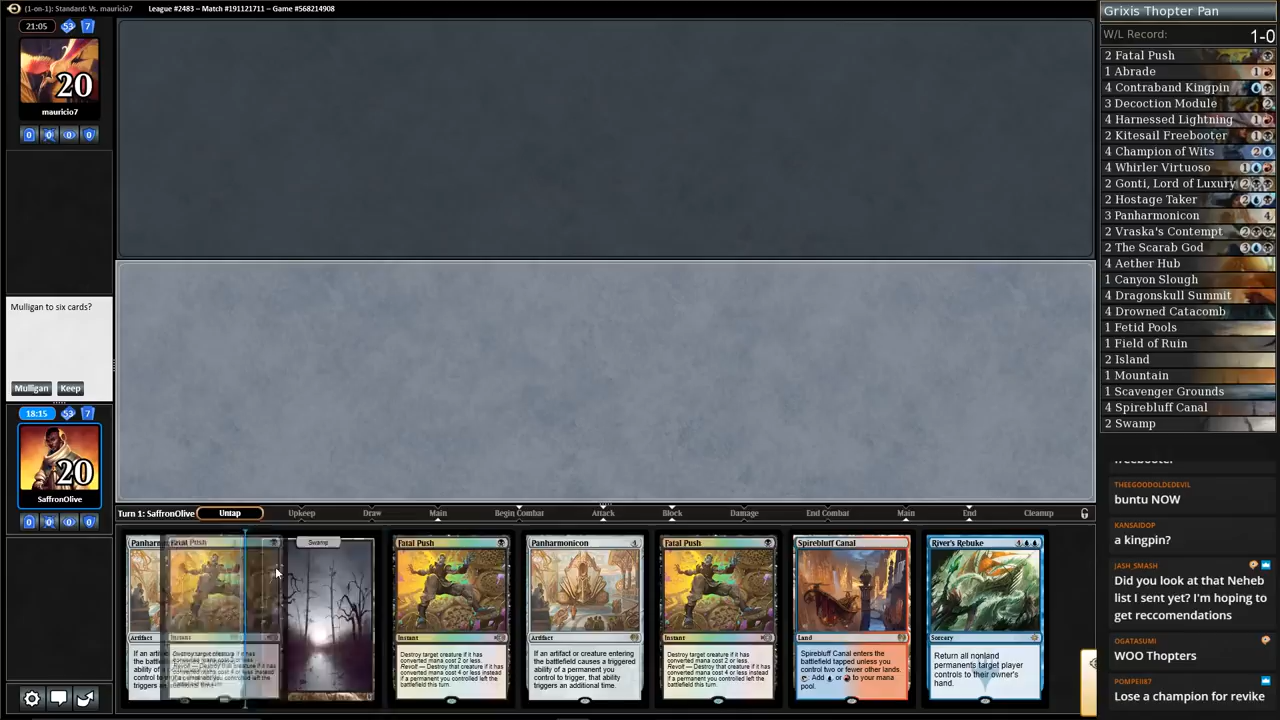 (1-on-1): Standard: Vs. mauricio7
League #2483 – Match #191121711 – Game #568214908
21:05
53
7
20
mauricio7
0
0
0
0
Mulligan to six cards?
Mulligan
Keep
18:15
53
7
20
SaffronOlive
0
0
0
0
Turn 1: SaffronOlive
Untap
Upkeep
Draw
Main
Begin Combat
Attack
Block
Damage
End Combat
Main
End
Cleanup
Fatal Push
Swamp
Fatal Push
Instant
Destroy target creature if it has
converted mana cost 2 or less.
Revolt — Destroy that creature if it has
converted mana cost 4 or less instead
if a permanent you controlled left the
battlefield this turn.
Panharmonicon
4
Artifact
If an artifact or creature entering
the battlefield causes a triggered
ability of a permanent you
control to trigger, that ability
triggers an additional time.
Fatal Push
Instant
Destroy target creature if it has
converted mana cost 2 or less.
Revolt — Destroy that creature if it has
converted mana cost 4 or less instead
if a permanent you controlled left the
battlefield this turn.
Spirebluff Canal
Land
Spirebluff Canal enters the
battlefield tapped unless you
control two or fewer other lands.
: Add or to your mana
pool.
River's Rebuke
4
Sorcery
Return all nonland
permanents target player
controls to their owner's
hand.
Grixis Thopter Pan
W/L Record:
1-0
2 Fatal Push
1 Abrade
1
4 Contraband Kingpin
3 Decoction Module
2
4 Harnessed Lightning
1
2 Kitesail Freebooter
1
4 Champion of Wits
2
4 Whirler Virtuoso
1
2 Gonti, Lord of Luxury
2
2 Hostage Taker
2
3 Panharmonicon
4
2 Vraska's Contempt
2
2 The Scarab God
3
4 Aether Hub
1 Canyon Slough
4 Dragonskull Summit
4 Drowned Catacomb
1 Fetid Pools
1 Field of Ruin
2 Island
1 Mountain
1 Scavenger Grounds
4 Spirebluff Canal
2 Swamp
freebooter
THEEGOODOLDEDEVIL
buntu NOW
KANSAIDOP
a kingpin?
JASH_SMASH
Did you look at that Neheb
list I sent yet? I'm hoping to
get reccomendations
OGATASUMI
WOO Thopters
POMPEII87
Lose a champion for revike